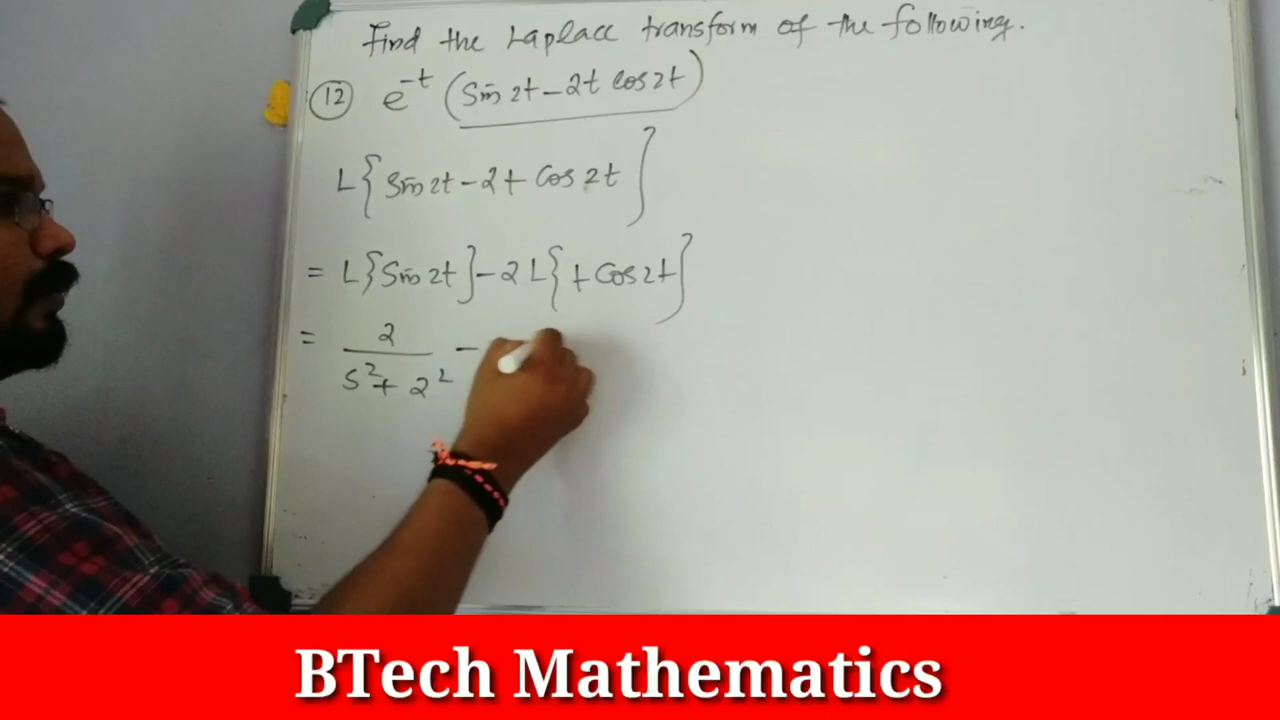 Find the Laplace transform of the following.
12 e^-t (Sin 2t - 2t Cos 2t)
L{Sin 2t - 2t Cos 2t}
= L{Sin 2t} - 2 L{t Cos 2t}
= 2 / (S^2 + 2^2) -
BTech Mathematics